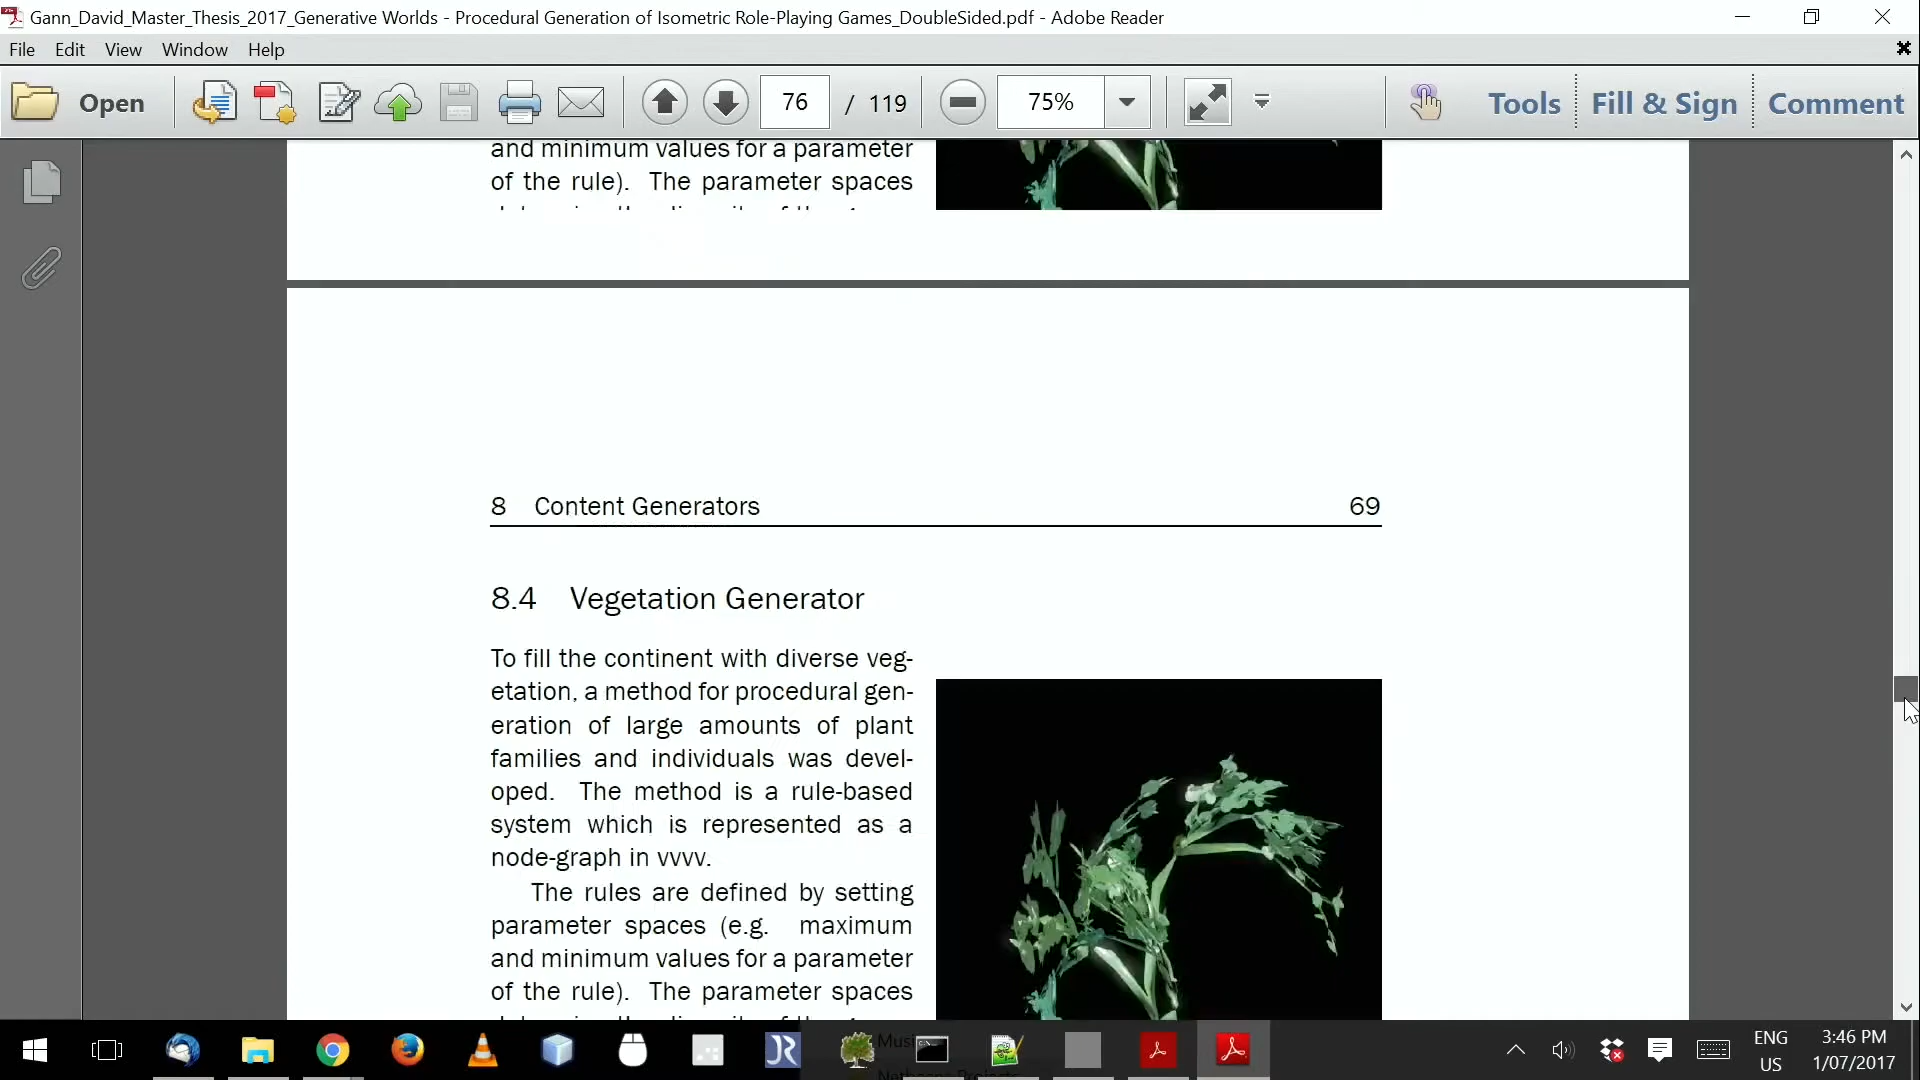 Gann_David_Master_Thesis_2017_Generative Worlds - Procedural Generation of Isometric Role-Playing Games_DoubleSided.pdf - Adobe Reader
File Edit View Window Help
Open 76 / 119 75% Tools Fill & Sign Comment
and minimum values for a parameter
of the rule). The parameter spaces
8 Content Generators 69
8.4 Vegetation Generator
To fill the continent with diverse veg-
etation, a method for procedural gen-
eration of large amounts of plant
families and individuals was devel-
oped. The method is a rule-based
system which is represented as a
node-graph in vvvv.
The rules are defined by setting
parameter spaces (e.g. maximum
and minimum values for a parameter
of the rule). The parameter spaces
ENG 3:46 PM
US 1/07/2017